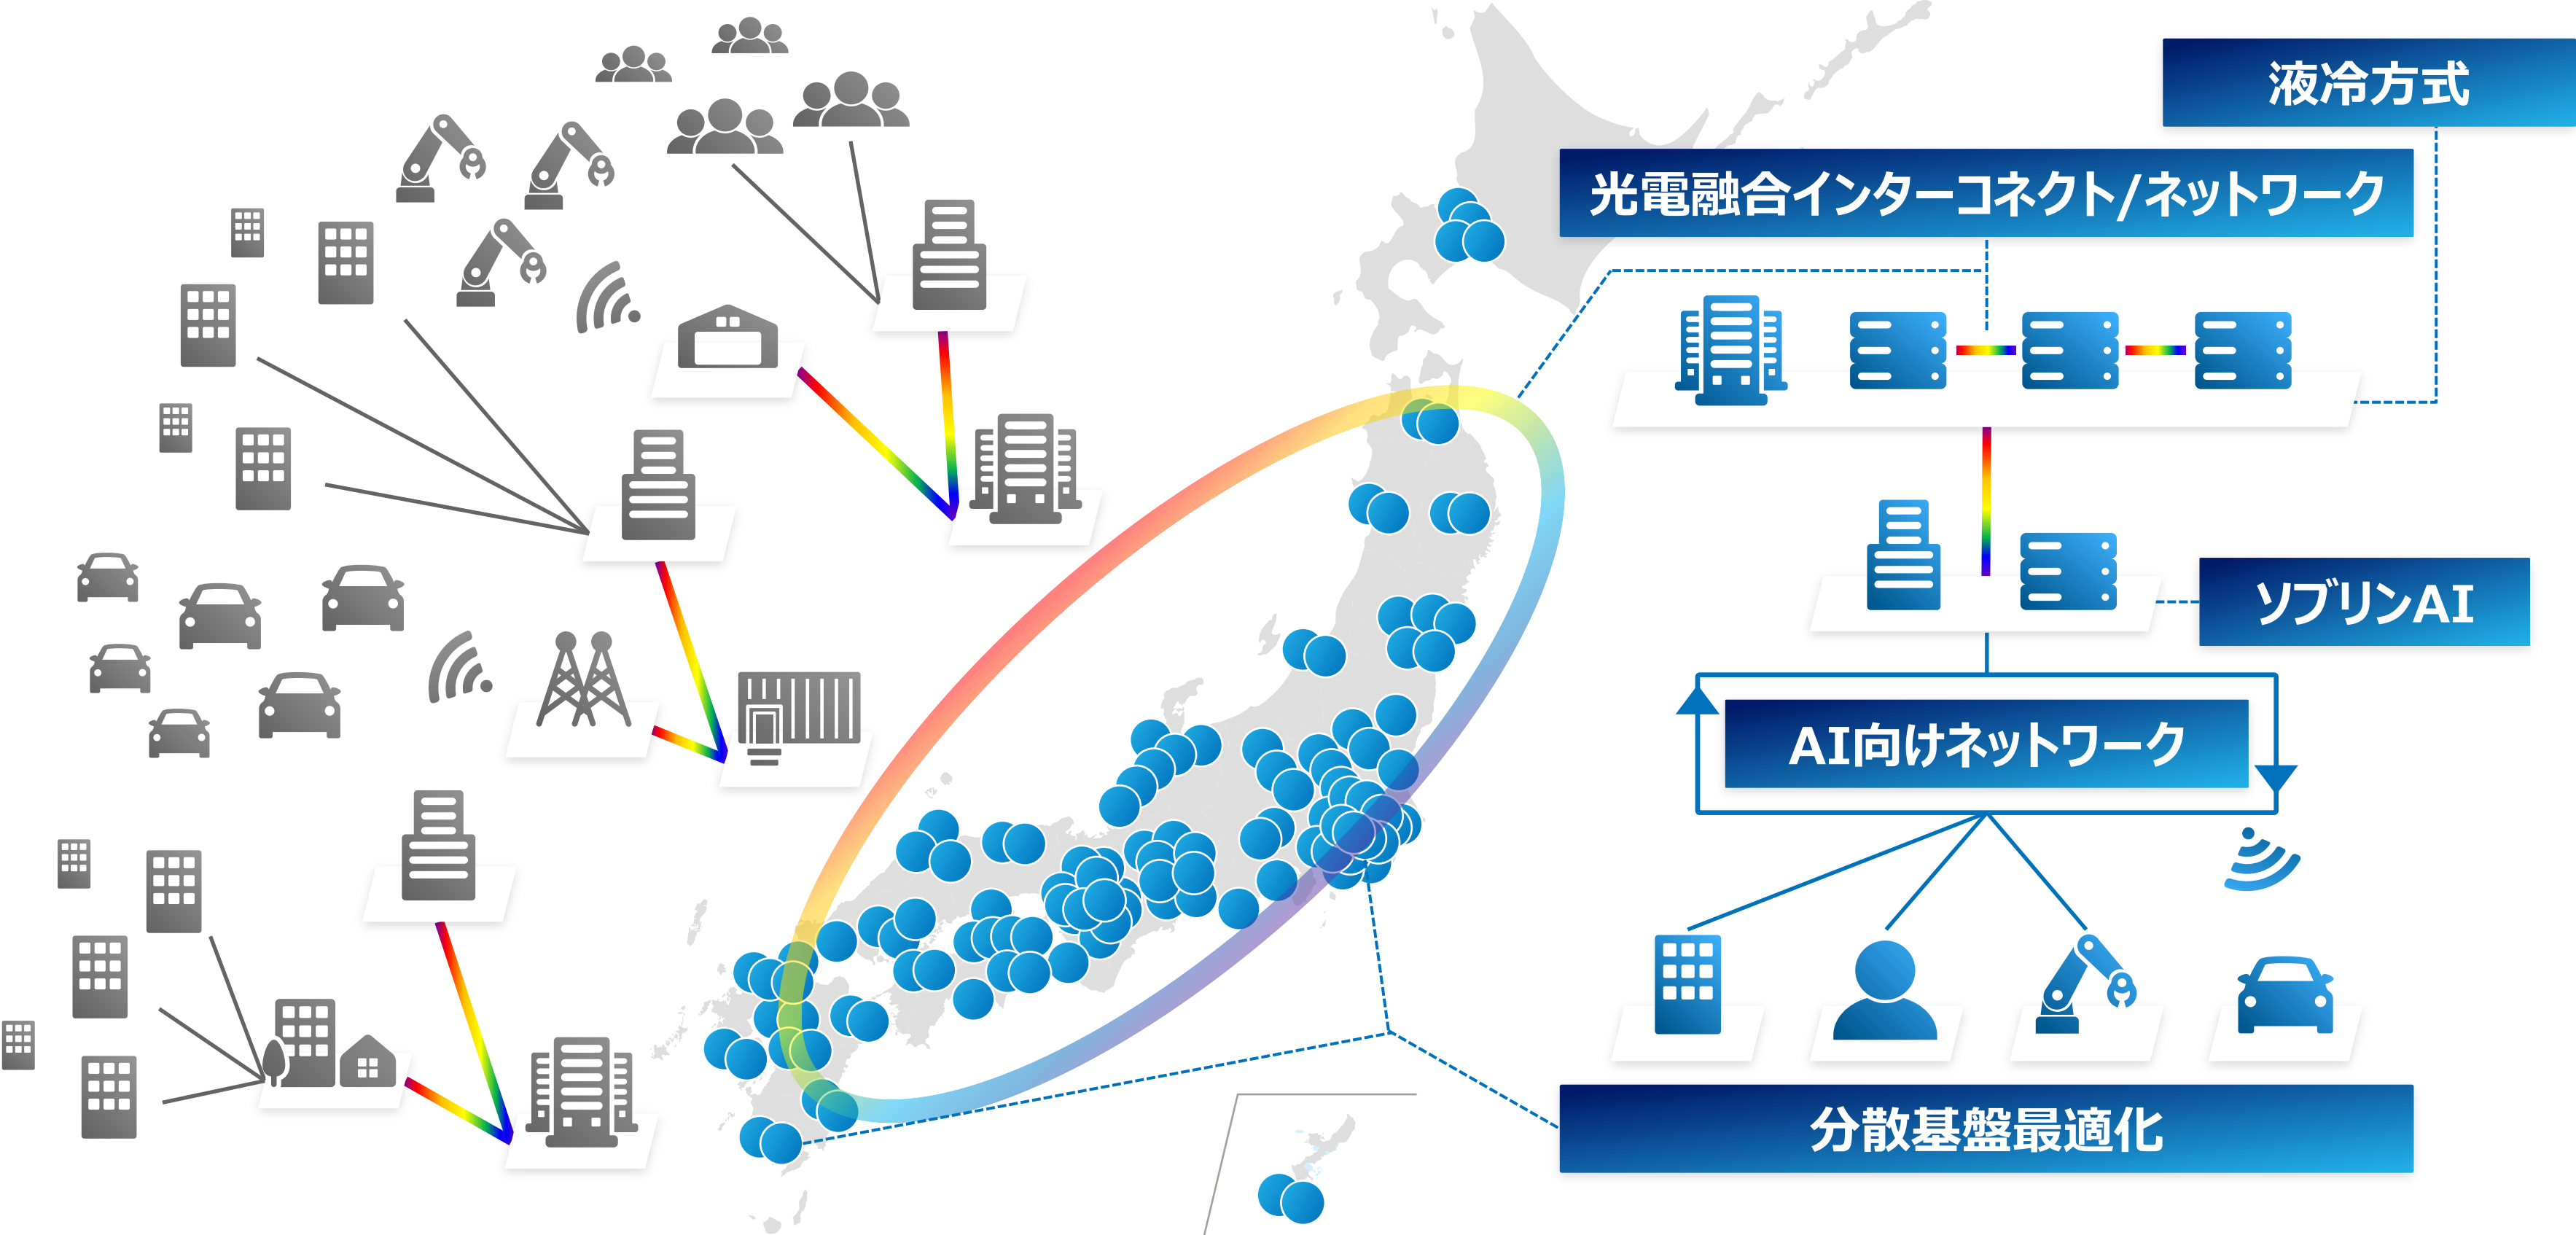 液冷方式
光電融合インターコネクト/ネットワーク
ソブリンAI
AI向けネットワーク
分散基盤最適化